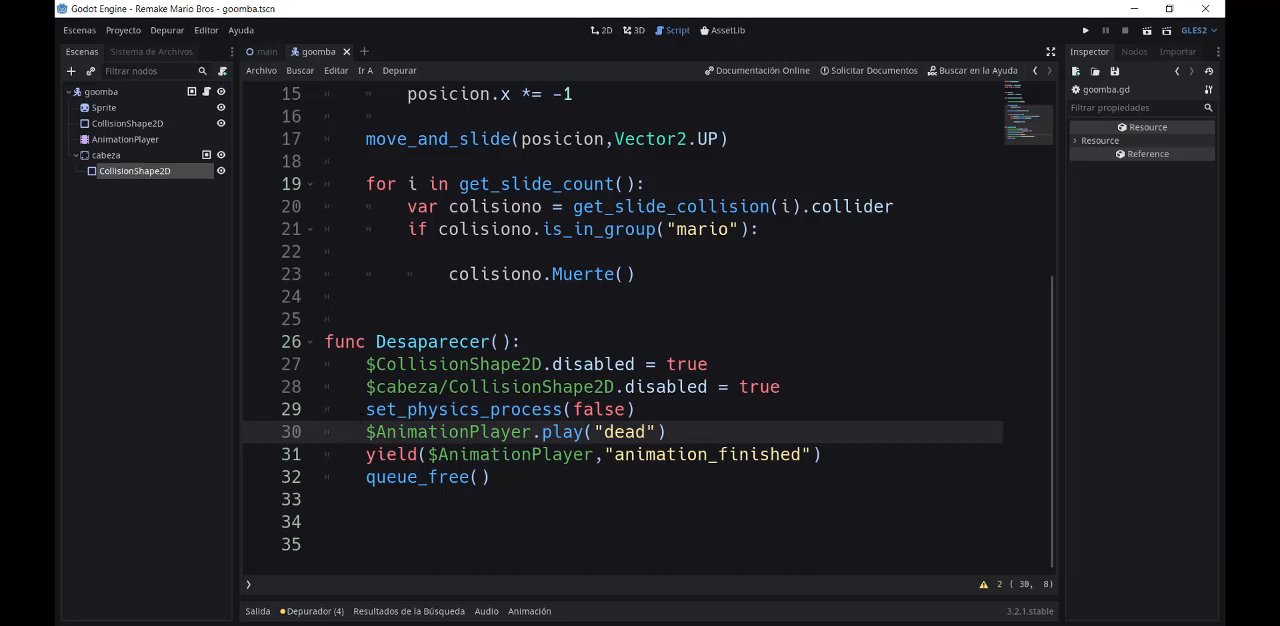 Godot Engine - Remake Mario Bros - goomba.tscn
Escenas Proyecto Depurar Editor Ayuda
2D 3D Script AssetLib
GLES2
Escenas Sistema de Archivos
main goomba
Inspector Nodos Importar
Filtrar nodos
Archivo Buscar Editar Ir A Depurar
Documentación Online Solicitar Documentos Buscar en la Ayuda
goomba
Sprite
CollisionShape2D
AnimationPlayer
cabeza
CollisionShape2D
goomba.gd
Filtrar propiedades
Resource
Resource
Reference
15 posicion.x *= -1
16
17 move_and_slide(posicion,Vector2.UP)
18
19 for i in get_slide_count():
20 var colisiono = get_slide_collision(i).collider
21 if colisiono.is_in_group("mario"):
22
23 colisiono.Muerte()
24
25
26 func Desaparecer():
27 $CollisionShape2D.disabled = true
28 $cabeza/CollisionShape2D.disabled = true
29 set_physics_process(false)
30 $AnimationPlayer.play("dead")
31 yield($AnimationPlayer,"animation_finished")
32 queue_free()
33
34
35
2 ( 30, 8)
Salida Depurador (4) Resultados de la Búsqueda Audio Animación
3.2.1.stable